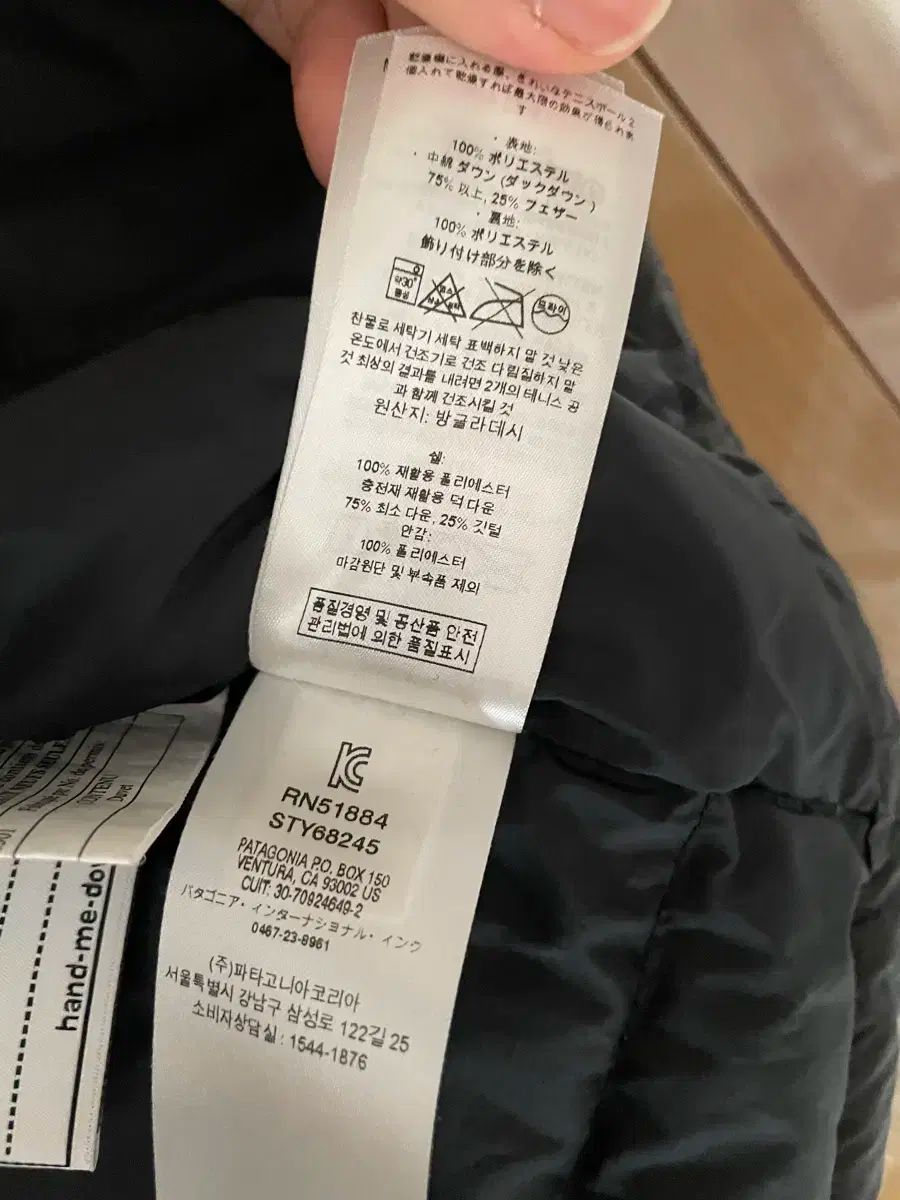 乾燥機に入れる際、きれいなテニスボール2
個入れて乾燥すれば最大限の効果が得られま
す
・表地:
100% ポリエステル
・中綿 ダウン (ダックダウン)
75% 以上, 25% フェザー
・裏地:
100% ポリエステル
飾り付け部分を除く
약30°
중성
드라이
찬물로 세탁기 세탁 표백하지 말 것 낮은
온도에서 건조기로 건조 다림질하지 말
것 최상의 결과를 내려면 2개의 테니스 공
과 함께 건조시킬 것
원산지: 방글라데시
쉘:
100% 재활용 폴리에스터
충전재 재활용 덕 다운
75% 최소 다운, 25% 깃털
안감:
100% 폴리에스터
마감원단 및 부속품 제외
품질경영 및 공산품 안전
관리법에 의한 품질표시
RN51884
STY68245
PATAGONIA P.O. BOX 150
VENTURA, CA 93002 US
CUIT: 30-70924649-2
パタゴニア・インターナショナル・インク
0467-23-8961
(주)파타고니아코리아
서울특별시 강남구 삼성로 122길 25
소비자상담실 : 1544-1876
CONTENU
Duvet
hand-me-do